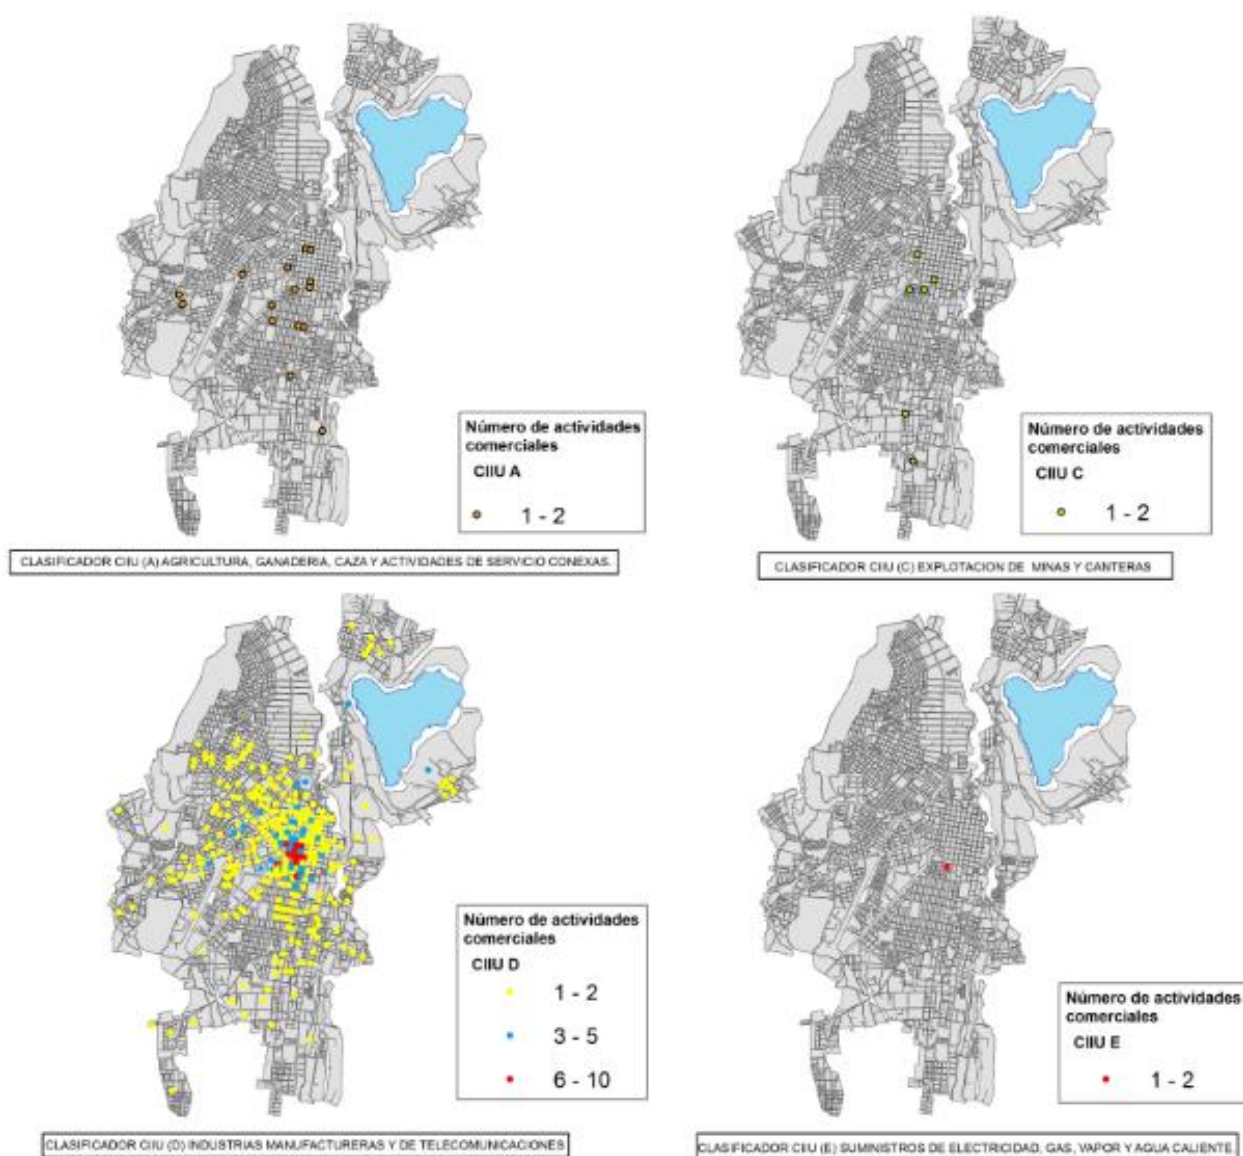 Número de actividades
comerciales
CIIU A
1 - 2
CLASIFICADOR CIIU (A) AGRICULTURA, GANADERIA, CAZA Y ACTIVIDADES DE SERVICIO CONEXAS.
Número de actividades
comerciales
CIIU C
1 - 2
CLASIFICADOR CIIU (C) EXPLOTACION DE MINAS Y CANTERAS
Número de actividades
comerciales
CIIU D
1 - 2
3 - 5
6 - 10
CLASIFICADOR CIIU (D) INDUSTRIAS MANUFACTURERAS Y DE TELECOMUNICACIONES
Número de actividades
comerciales
CIIU E
1 - 2
CLASIFICADOR CIIU (E) SUMINISTROS DE ELECTRICIDAD, GAS, VAPOR Y AGUA CALIENTE